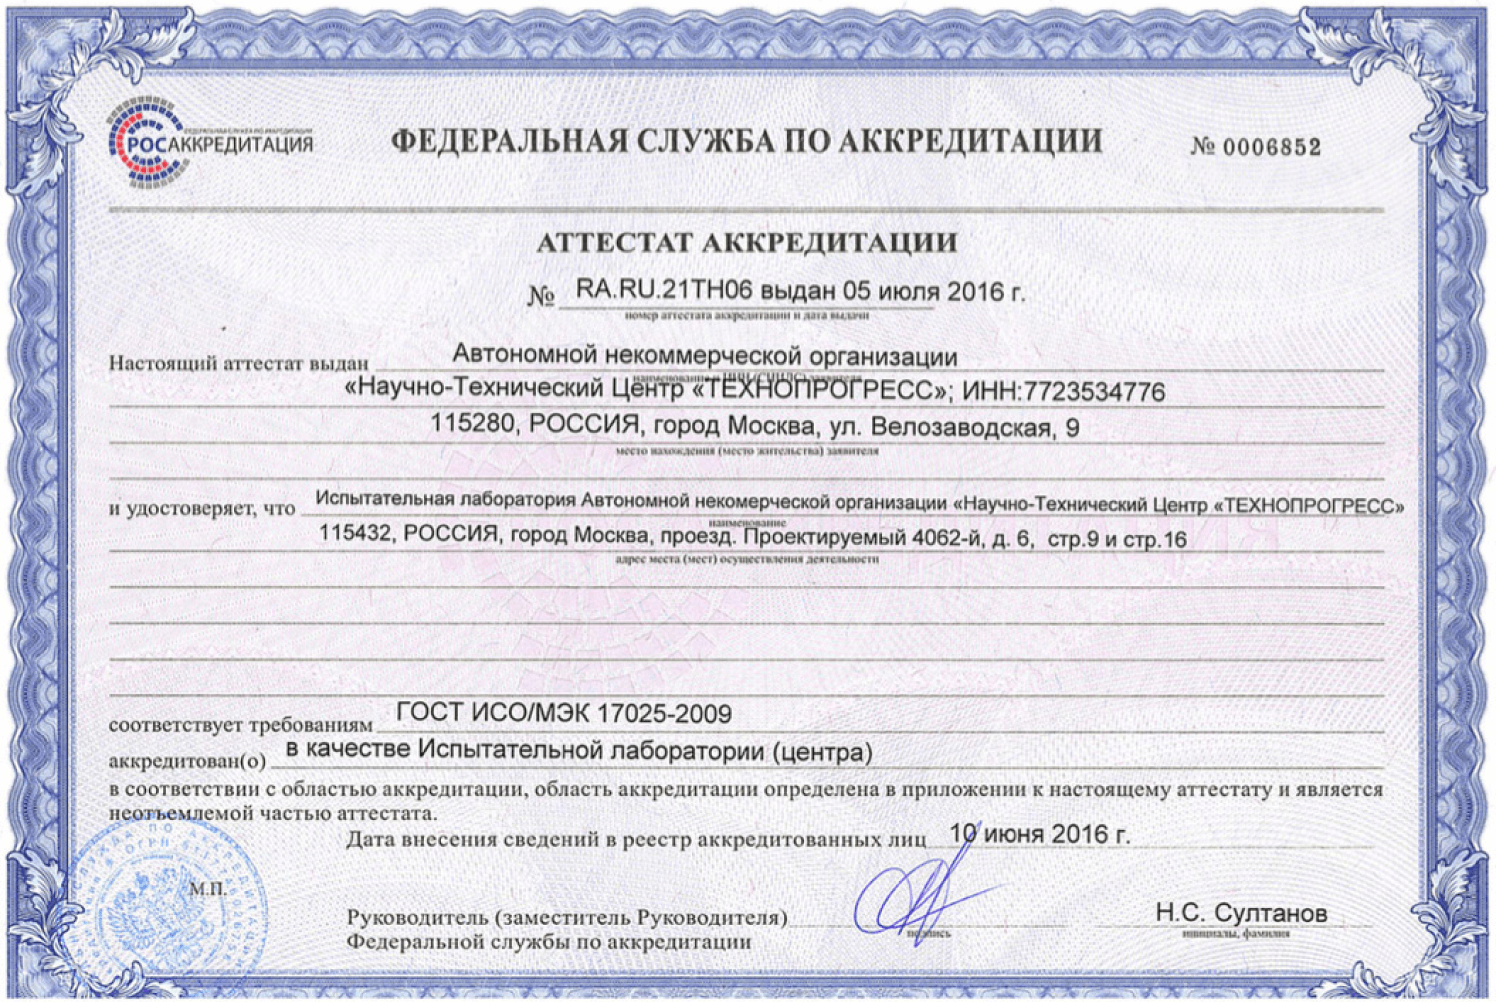 ФЕДЕРАЛЬНАЯ СЛУЖБА ПО АККРЕДИТАЦИИ
РОСАККРЕДИТАЦИЯ
ФЕДЕРАЛЬНАЯ СЛУЖБА ПО АККРЕДИТАЦИИ
№ 0006852
АТТЕСТАТ АККРЕДИТАЦИИ
№ RA.RU.21ТН06 выдан 05 июля 2016 г.
номер аттестата аккредитации и дата выдачи
Настоящий аттестат выдан Автономной некоммерческой организации
наименование и ИНН (СНИЛС) заявителя
«Научно-Технический Центр «ТЕХНОПРОГРЕСС»; ИНН:7723534776
115280, РОССИЯ, город Москва, ул. Велозаводская, 9
место нахождения (место жительства) заявителя
и удостоверяет, что Испытательная лаборатория Автономной некомерческой организации «Научно-Технический Центр «ТЕХНОПРОГРЕСС»
наименование
115432, РОССИЯ, город Москва, проезд. Проектируемый 4062-й, д. 6, стр.9 и стр.16
адрес места (мест) осуществления деятельности
соответствует требованиям ГОСТ ИСО/МЭК 17025-2009
аккредитован(о) в качестве Испытательной лаборатории (центра)
в соответствии с областью аккредитации, область аккредитации определена в приложении к настоящему аттестату и является
неотъемлемой частью аттестата.
Дата внесения сведений в реестр аккредитованных лиц 10 июня 2016 г.
М.П.
Руководитель (заместитель Руководителя)
Федеральной службы по аккредитации
подпись
Н.С. Султанов
инициалы, фамилия